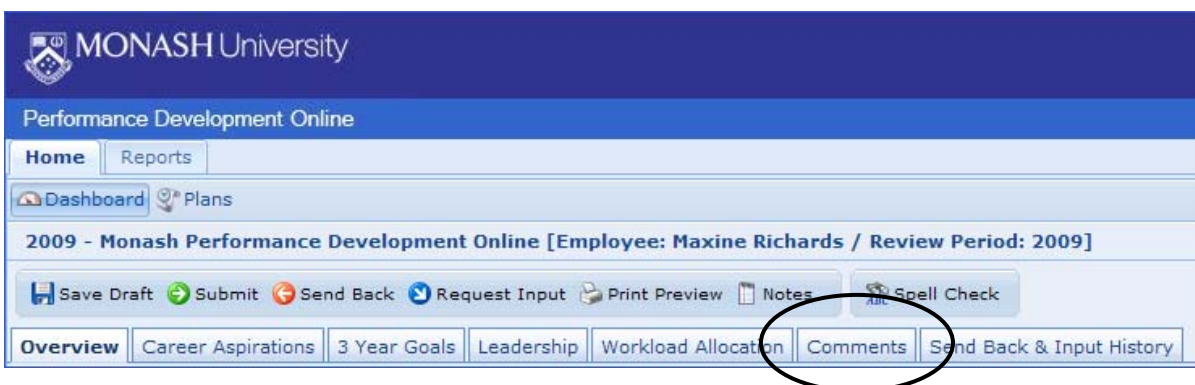 MONASH University
Performance Development Online
Home Reports
Dashboard Plans
2009 - Monash Performance Development Online [Employee: Maxine Richards / Review Period: 2009]
Save Draft Submit Send Back Request Input Print Preview Notes ABC Spell Check
Overview Career Aspirations 3 Year Goals Leadership Workload Allocation Comments Send Back & Input History